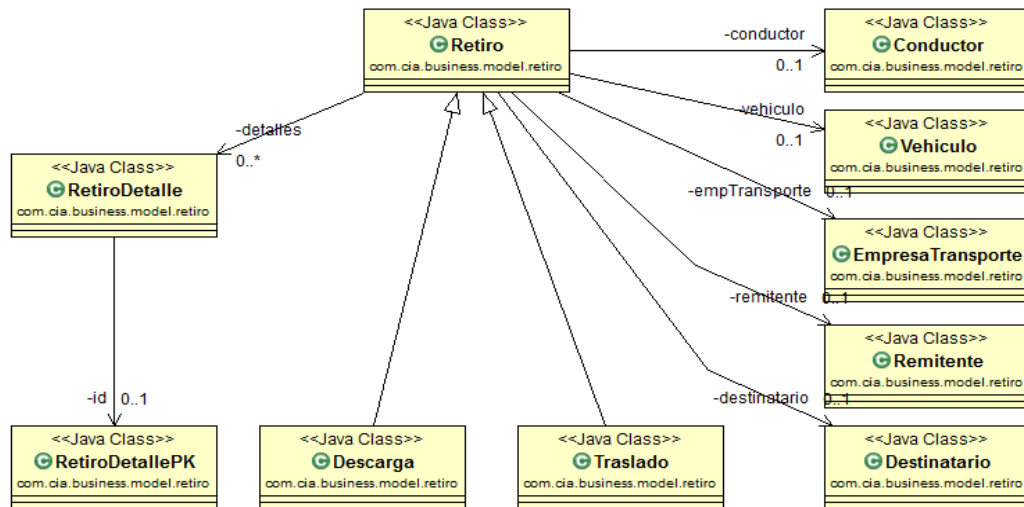 <<Java Class>>
Retiro
com.cia.business.model.retiro
-conductor
0..1
<<Java Class>>
Conductor
com.cia.business.model.retiro
-vehiculo
0..1
<<Java Class>>
Vehiculo
com.cia.business.model.retiro
-detalles
0..*
<<Java Class>>
RetiroDetalle
com.cia.business.model.retiro
-empTransporte
0..1
<<Java Class>>
EmpresaTransporte
com.cia.business.model.retiro
-remitente
0..1
<<Java Class>>
Remitente
com.cia.business.model.retiro
-id
0..1
-destinatario
0..1
<<Java Class>>
RetiroDetallePK
com.cia.business.model.retiro
<<Java Class>>
Descarga
com.cia.business.model.retiro
<<Java Class>>
Traslado
com.cia.business.model.retiro
<<Java Class>>
Destinatario
com.cia.business.model.retiro